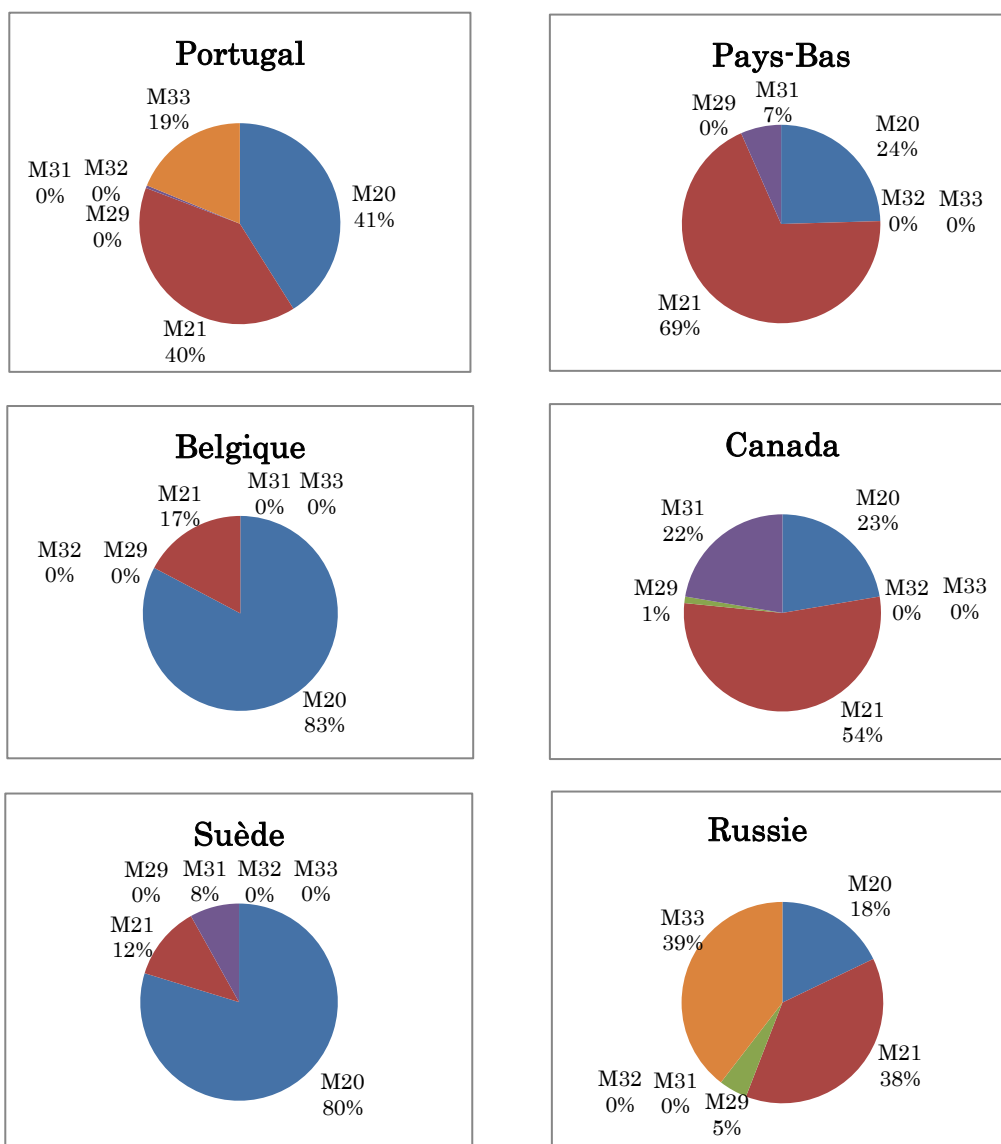 Portugal
M33
19%
M31
0%
M32
0%
M29
0%
M20
41%
M21
40%
Pays-Bas
M29
0%
M31
7%
M20
24%
M32
0%
M33
0%
M21
69%
Belgique
M21
17%
M31
0%
M33
0%
M32
0%
M29
0%
M20
83%
Canada
M31
22%
M20
23%
M29
1%
M32
0%
M33
0%
M21
54%
Suède
M29
0%
M31
8%
M32
0%
M33
0%
M21
12%
M20
80%
Russie
M33
39%
M20
18%
M21
38%
M32
0%
M31
0%
M29
5%